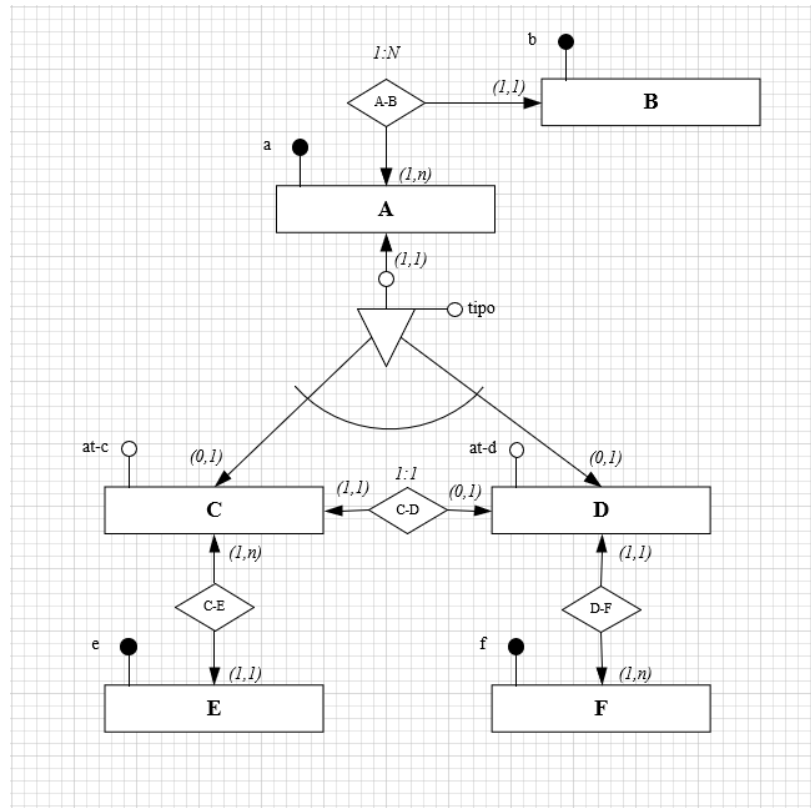 b
1:N
A-B
(1,1)
B
a
(1,n)
A
(1,1)
tipo
at-c
at-d
(0,1)
(0,1)
1:1
(1,1)
(0,1)
C
C-D
D
(1,n)
(1,1)
C-E
D-F
e
f
(1,1)
(1,n)
E
F